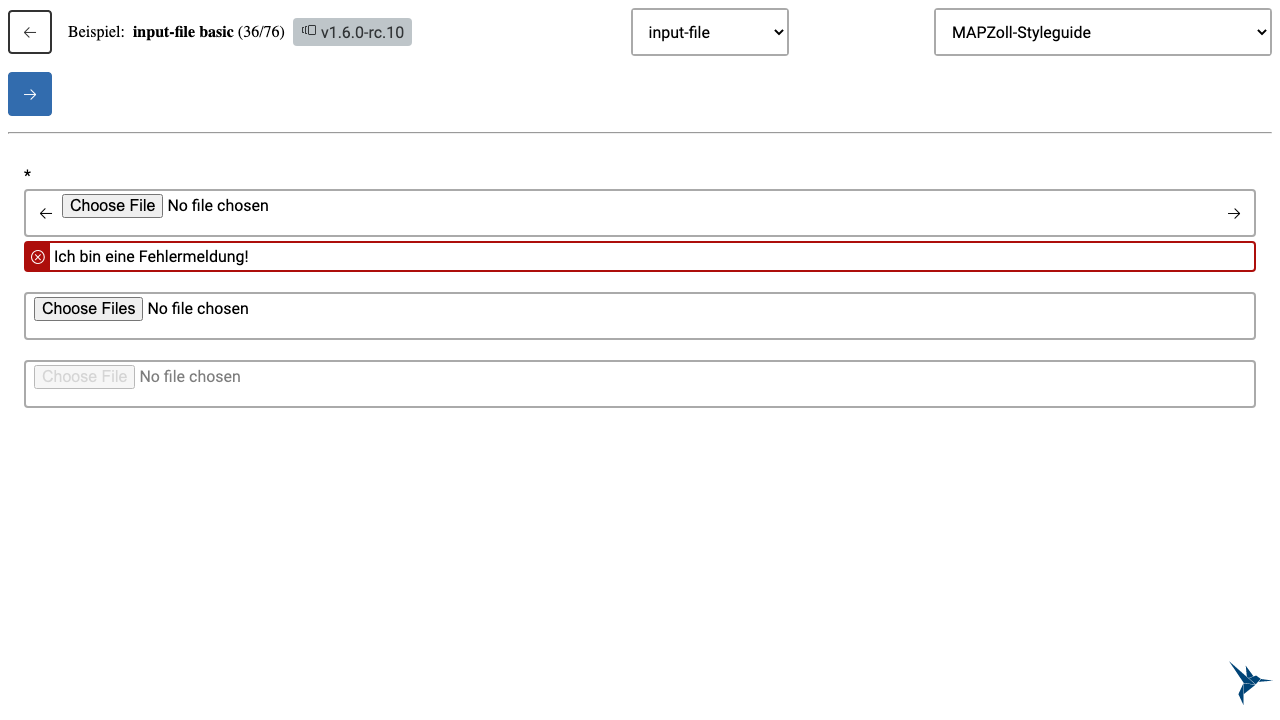 ← Beispiel: input-file basic (36/76) v1.6.0-rc.10 input-file MAPZoll-Styleguide
→
*
← Choose File No file chosen →
Ich bin eine Fehlermeldung!
Choose Files No file chosen
Choose File No file chosen